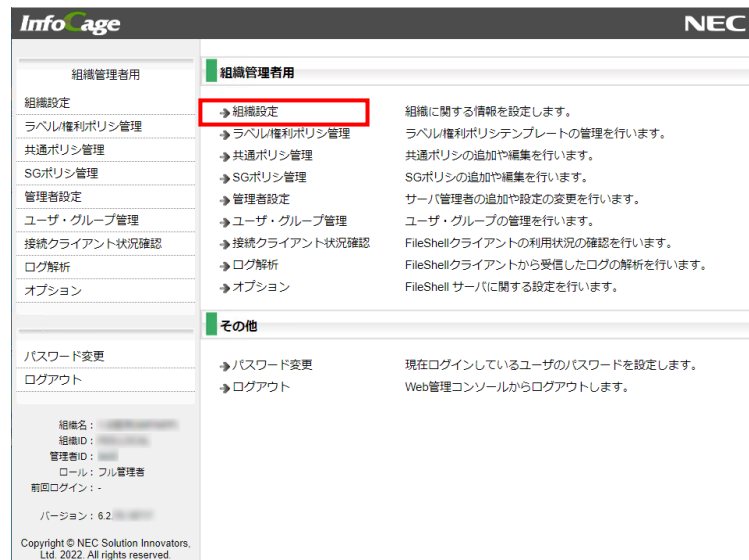 InfoCage
NEC
組織管理者用
組織設定
ラベル/権利ポリシ管理
共通ポリシ管理
SGポリシ管理
管理者設定
ユーザ・グループ管理
接続クライアント状況確認
ログ解析
オプション
パスワード変更
ログアウト
組織名：
組織ID：
管理者ID：
ロール：フル管理者
前回ログイン：-
バージョン：6.2.
Copyright © NEC Solution Innovators,
Ltd. 2022. All rights reserved.
組織管理者用
組織設定 組織に関する情報を設定します。
ラベル/権利ポリシ管理 ラベル/権利ポリシテンプレートの管理を行います。
共通ポリシ管理 共通ポリシの追加や編集を行います。
SGポリシ管理 SGポリシの追加や編集を行います。
管理者設定 サーバ管理者の追加や設定の変更を行います。
ユーザ・グループ管理 ユーザ・グループの管理を行います。
接続クライアント状況確認 FileShellクライアントの利用状況の確認を行います。
ログ解析 FileShellクライアントから受信したログの解析を行います。
オプション FileShell サーバに関する設定を行います。
その他
パスワード変更 現在ログインしているユーザのパスワードを設定します。
ログアウト Web管理コンソールからログアウトします。